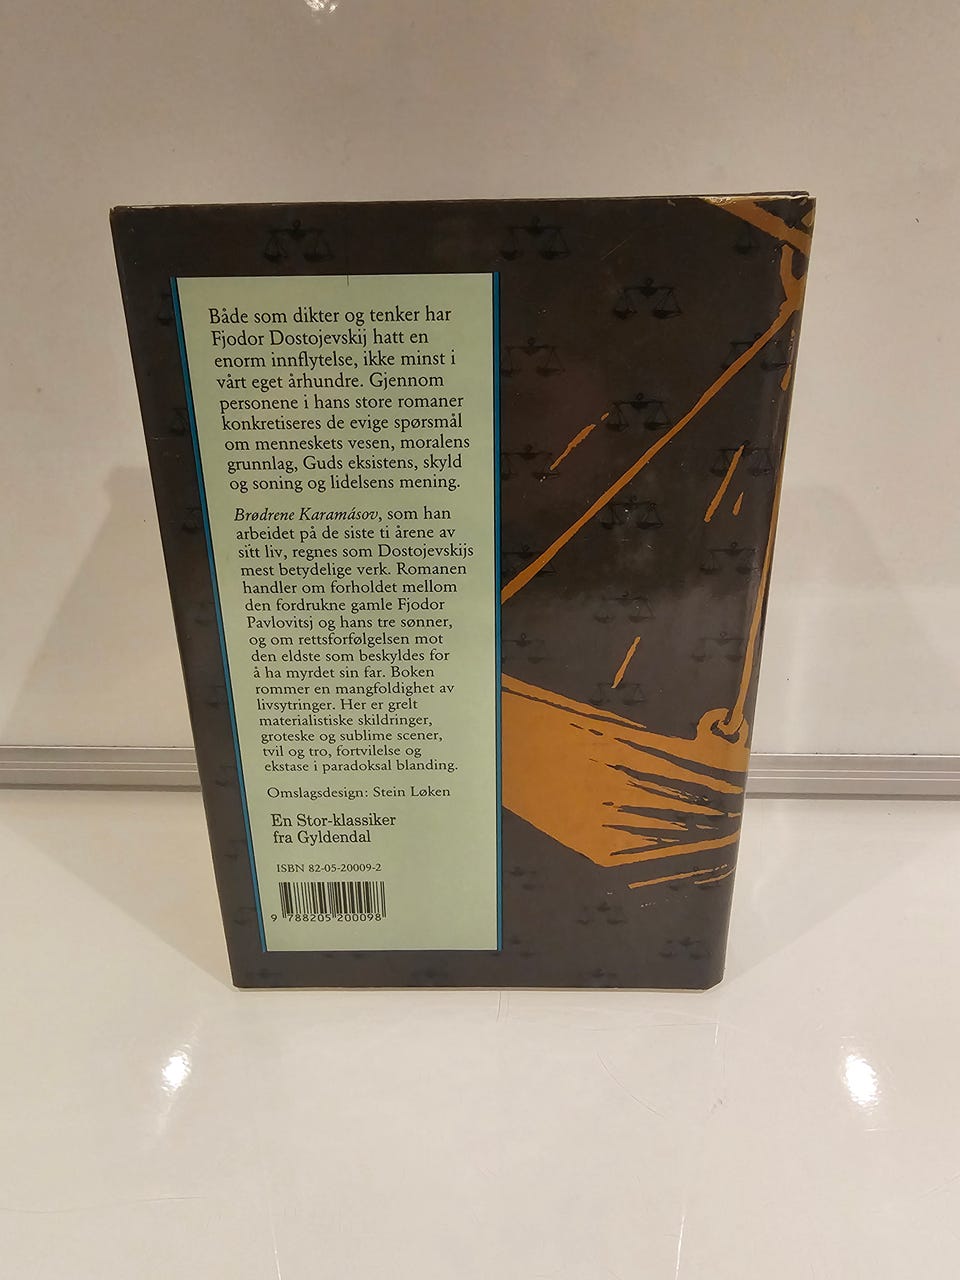 Både som dikter og tenker har
Fjodor Dostojevskij hatt en
enorm innflytelse, ikke minst i
vårt eget århundre. Gjennom
personene i hans store romaner
konkretiseres de evige spørsmål
om menneskets vesen, moralens
grunnlag, Guds eksistens, skyld
og soning og lidelsens mening.
Brødrene Karamásov, som han
arbeidet på de siste ti årene av
sitt liv, regnes som Dostojevskijs
mest betydelige verk. Romanen
handler om forholdet mellom
den fordrukne gamle Fjodor
Pavlovitsj og hans tre sønner,
og om rettsforfølgelsen mot
den eldste som beskyldes for
å ha myrdet sin far. Boken
rommer en mangfoldighet av
livsytringer. Her er grelt
materialistiske skildringer,
groteske og sublime scener,
tvil og tro, fortvilelse og
ekstase i paradoksal blanding.
Omslagsdesign: Stein Løken
En Stor-klassiker
fra Gyldendal
ISBN 82-05-20009-2
9 788205 200098